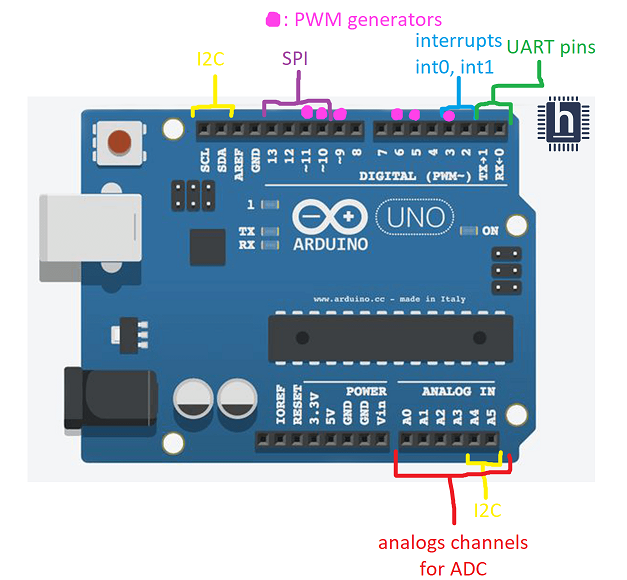 : PWM generators
interrupts
int0, int1
UART pins
I2C
SPI
h
SCL
SDA
AREF
GND
13
12
~11
~10
~9
8
7
~6
~5
4
~3
2
TX→1
RX←0
DIGITAL (PWM~)
1
TX
RX
ARDUINO
UNO
ON
www.arduino.cc - made in Italy
IOREF
RESET
3.3V
5V
GND
GND
Vin
POWER
ANALOG IN
A0
A1
A2
A3
A4
A5
I2C
analogs channels
for ADC